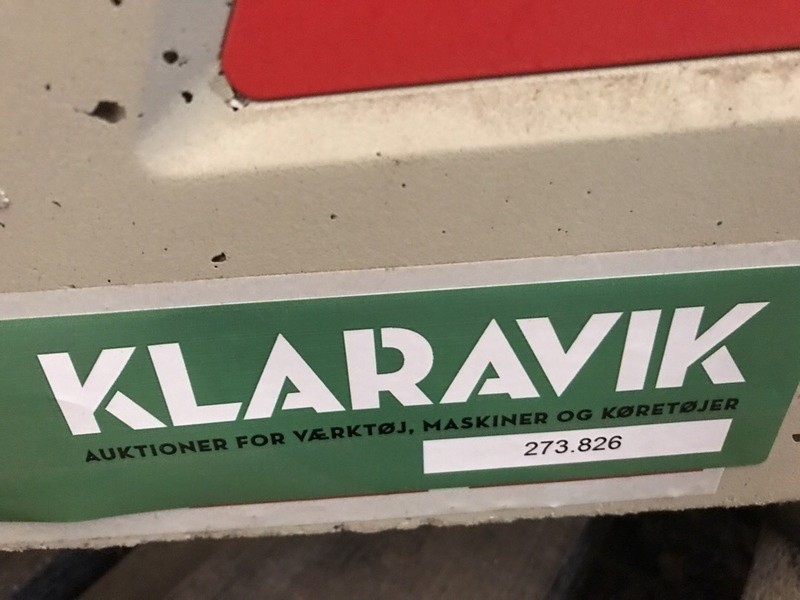 KLARAVIK
AUKTIONER FOR VÆRKTØJ, MASKINER OG KØRETØJER
273.826